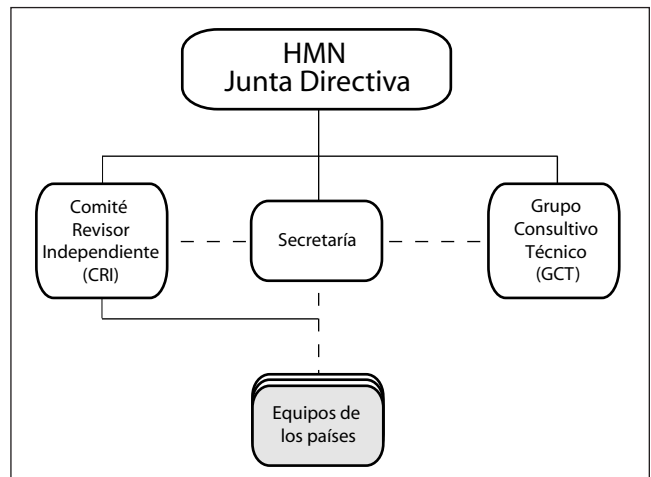 HMN
Junta Directiva
Comité
Revisor
Independiente
(CRI)
Secretaría
Grupo
Consultivo
Técnico
(GCT)
Equipos de
los países